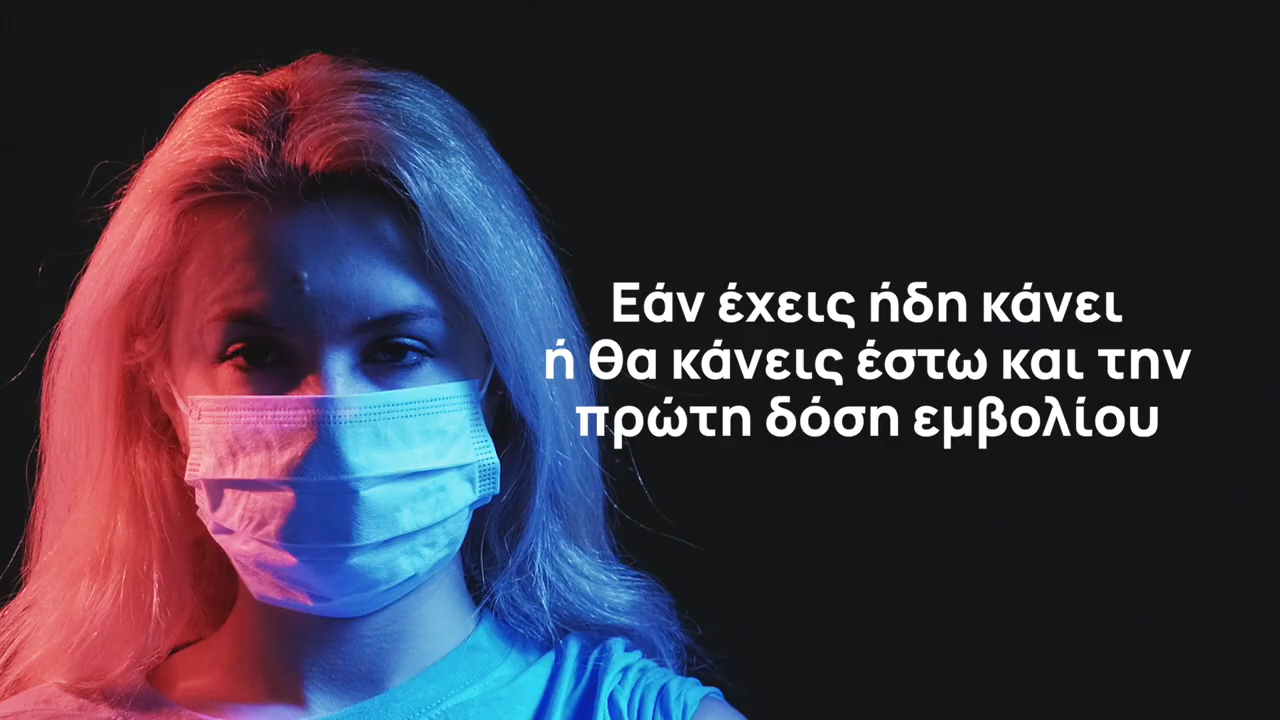 Εάν έχεις ήδη κάνει
ή θα κάνεις έστω και την
πρώτη δόση εμβολίου